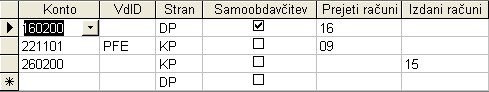 Konto VdID Stran Samoobdavčitev Prejeti računi Izdani računi
160200 DP 16
221101 PFE KP 09
260200 KP 15
DP